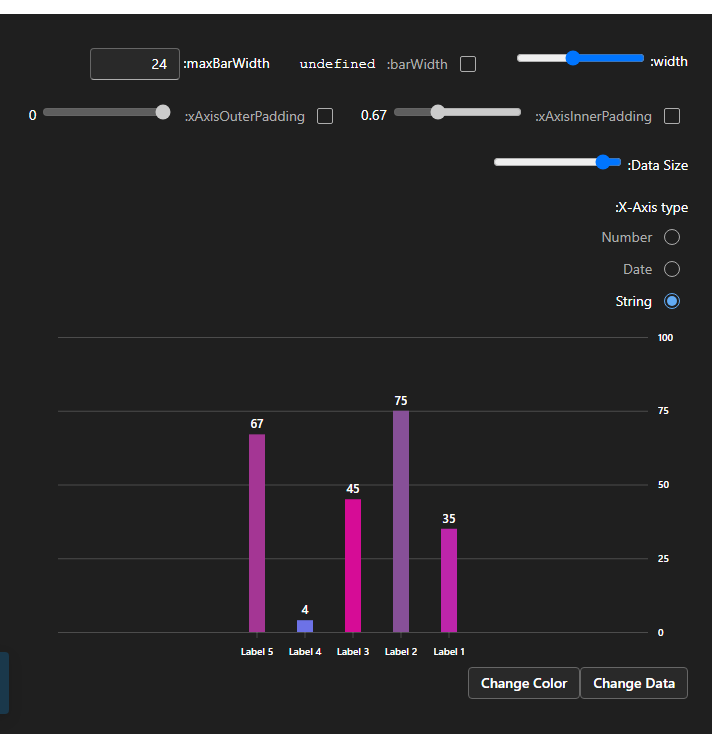 width:
barWidth: undefined
maxBarWidth: 24
xAxisInnerPadding: 0.67
xAxisOuterPadding: 0
Data Size:
X-Axis type:
Number
Date
String
100
75
50
25
0
35
75
45
4
67
Label 1
Label 2
Label 3
Label 4
Label 5
Change Data
Change Color